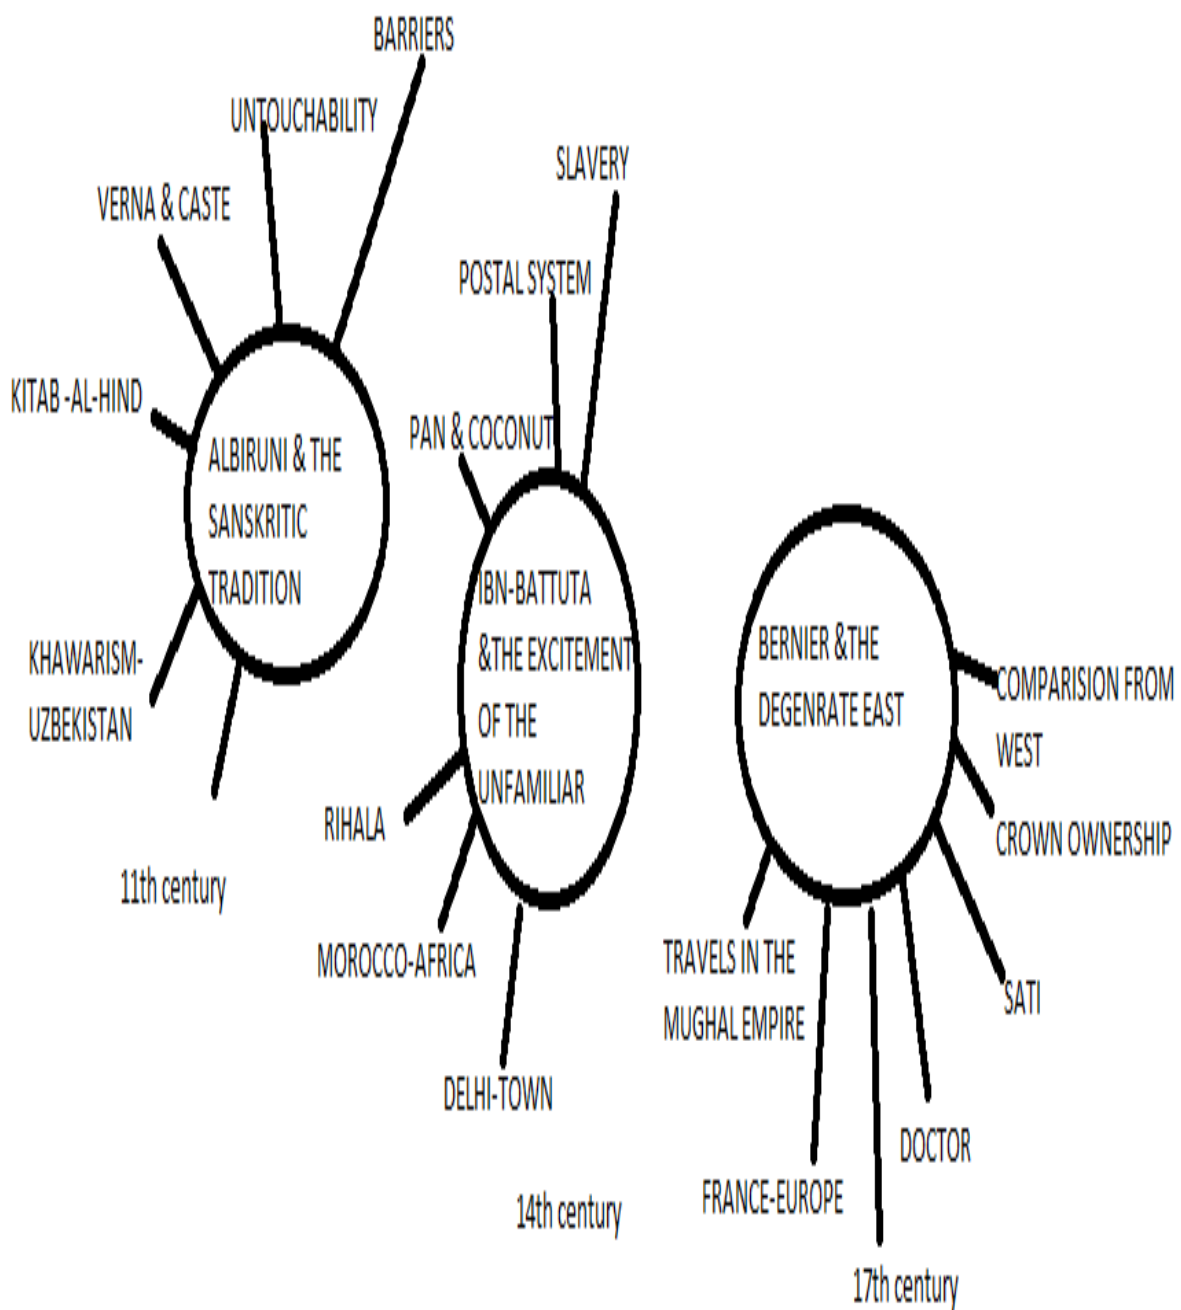 BARRIERS
UNTOUCHABILITY
VERNA & CASTE
KITAB -AL-HIND
ALBIRUNI & THE
SANSKRITIC
TRADITION
KHAWARISM-
UZBEKISTAN
11th century
SLAVERY
POSTAL SYSTEM
PAN & COCONUT
IBN-BATTUTA
&THE EXCITEMENT
OF THE
UNFAMILIAR
RIHALA
MOROCCO-AFRICA
DELHI-TOWN
14th century
BERNIER &THE
DEGENRATE EAST
COMPARISION FROM
WEST
CROWN OWNERSHIP
SATI
DOCTOR
TRAVELS IN THE
MUGHAL EMPIRE
FRANCE-EUROPE
17th century